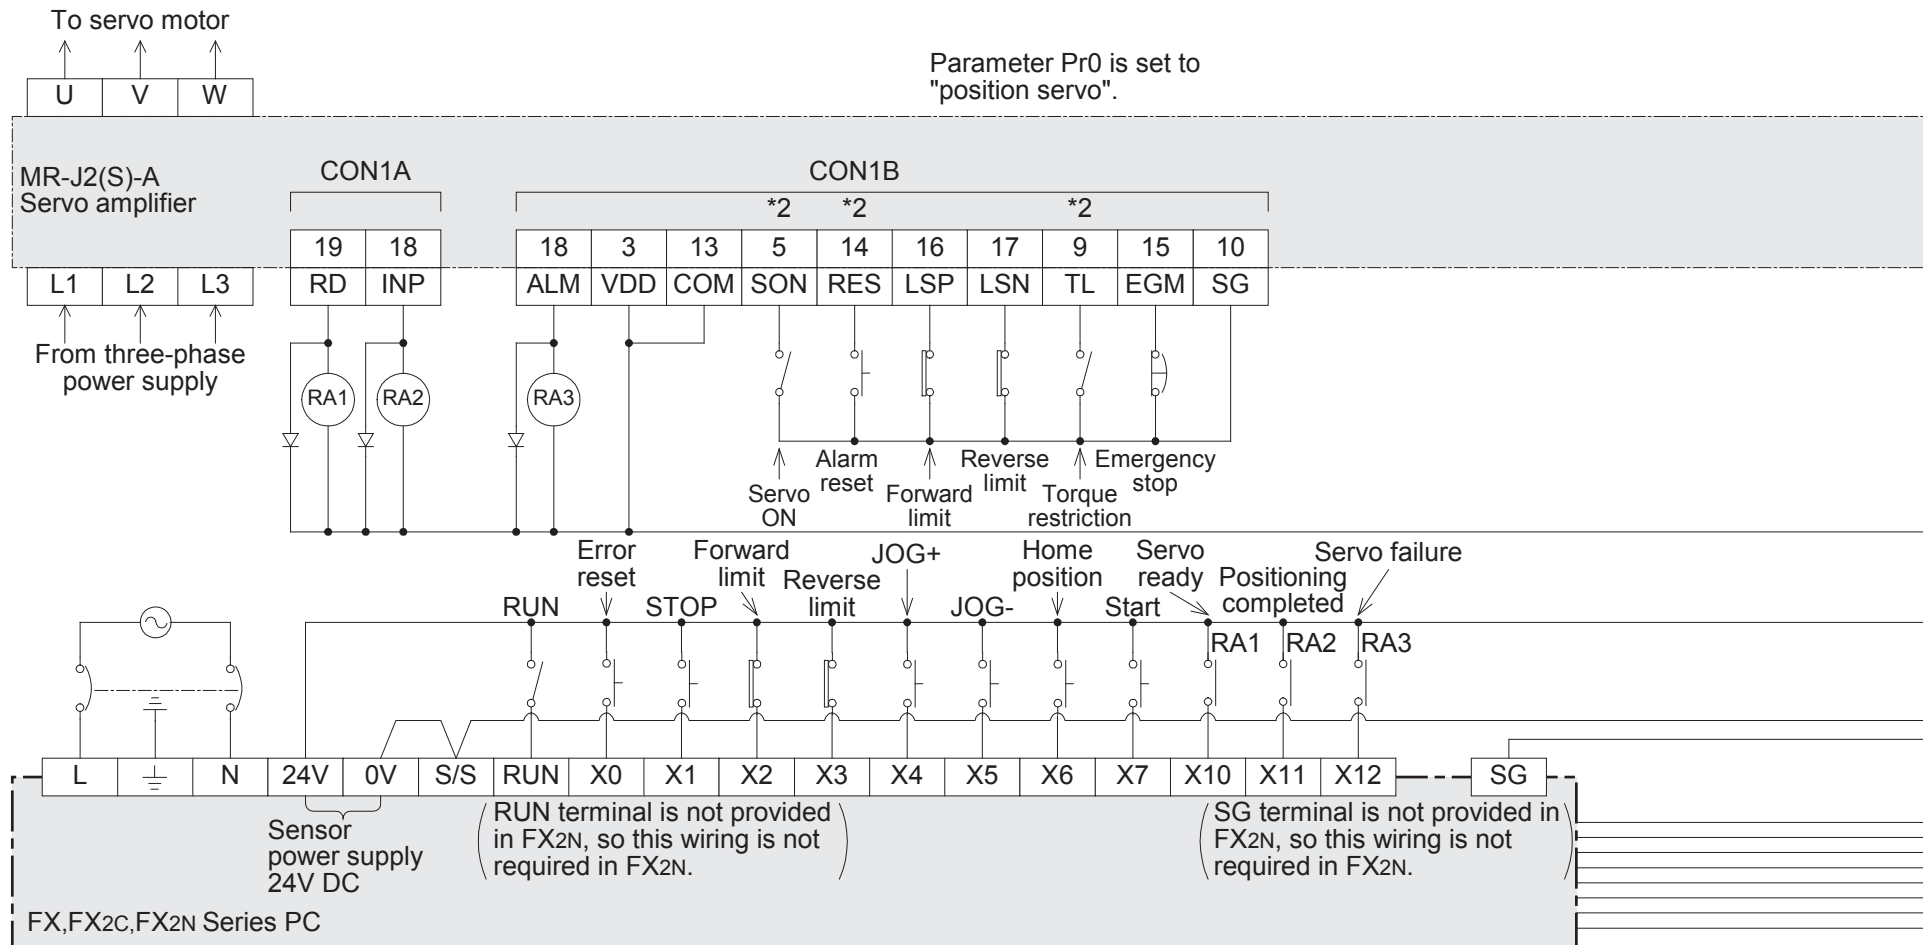 To servo motor
Parameter Pr0 is set to
"position servo".
U V W
MR-J2(S)-A
Servo amplifier
CON1A
CON1B
*2 *2 *2
19 18 18 3 13 5 14 16 17 9 15 10
L1 L2 L3 RD INP ALM VDD COM SON RES LSP LSN TL EGM SG
From three-phase
power supply
RA1 RA2 RA3
Servo
ON
Alarm
reset
Forward
limit
Reverse
limit
Torque
restriction
Emergency
stop
RUN
Error
reset
STOP
Forward
limit
Reverse
limit
JOG+
JOG-
Home
position
Start
Servo
ready
Positioning
completed
Servo failure
RA1 RA2 RA3
L N 24V 0V S/S RUN X0 X1 X2 X3 X4 X5 X6 X7 X10 X11 X12 SG
Sensor
power supply
24V DC
RUN terminal is not provided
in FX2N, so this wiring is not
required in FX2N.
SG terminal is not provided in
FX2N, so this wiring is not
required in FX2N.
FX,FX2C,FX2N Series PC